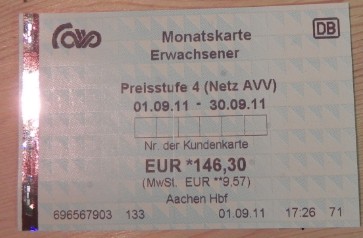 avv
Monatskarte
DB
Erwachsener
Preisstufe 4 (Netz AVV)
01.09.11 - 30.09.11
Nr. der Kundenkarte
EUR *146,30
(MwSt. EUR **9,57)
Aachen Hbf
696567903 133 01.09.11 17:26 71